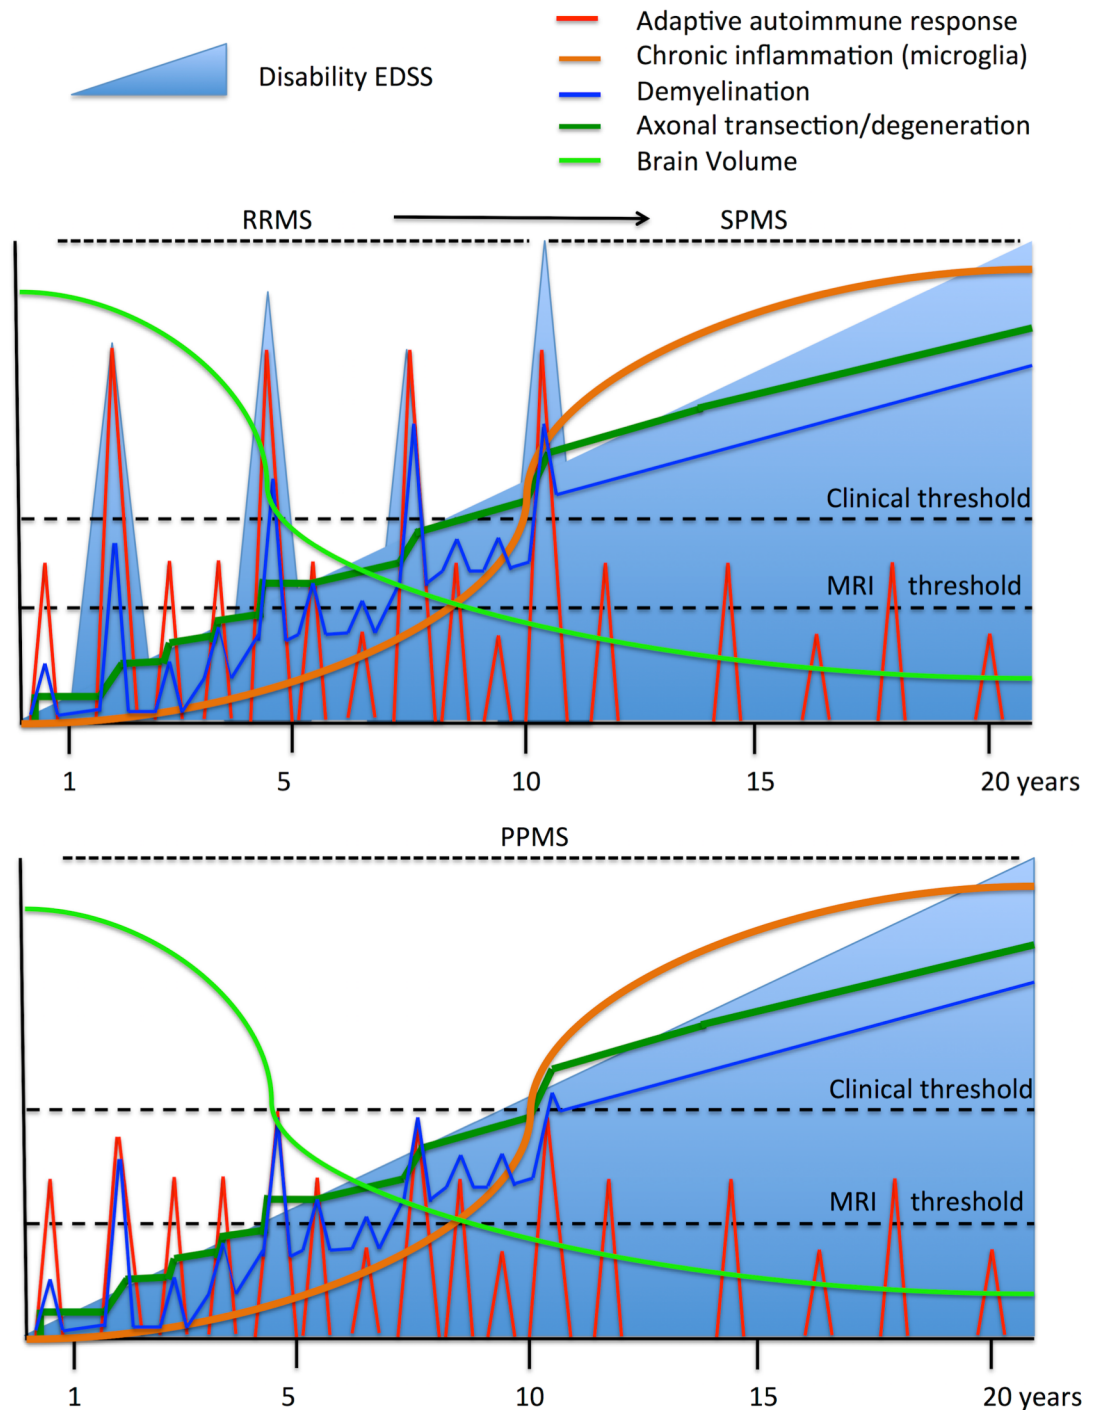 Disability EDSS
Adaptive autoimmune response
Chronic inflammation (microglia)
Demyelination
Axonal transection/degeneration
Brain Volume
RRMS SPMS
Clinical threshold
MRI threshold
1 5 10 15 20 years
PPMS
Clinical threshold
MRI threshold
1 5 10 15 20 years